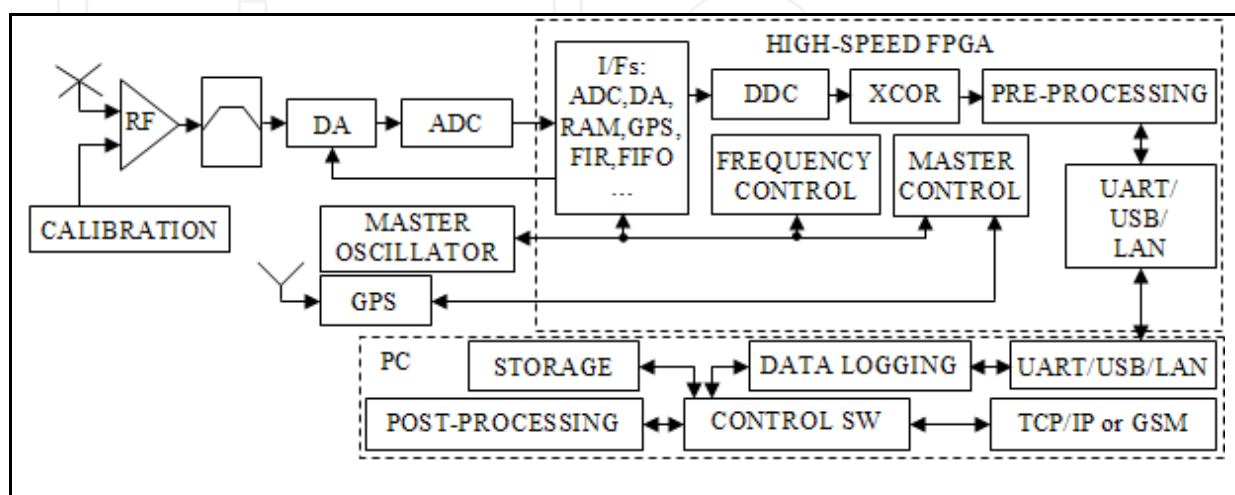 HIGH-SPEED FPGA
RF
DA
ADC
I/Fs:
ADC,DA,
RAM,GPS,
FIR,FIFO
...
DDC
XCOR
PRE-PROCESSING
FREQUENCY
CONTROL
MASTER
CONTROL
UART/
USB/
LAN
CALIBRATION
MASTER
OSCILLATOR
GPS
PC
STORAGE
DATA LOGGING
UART/USB/LAN
POST-PROCESSING
CONTROL SW
TCP/IP or GSM